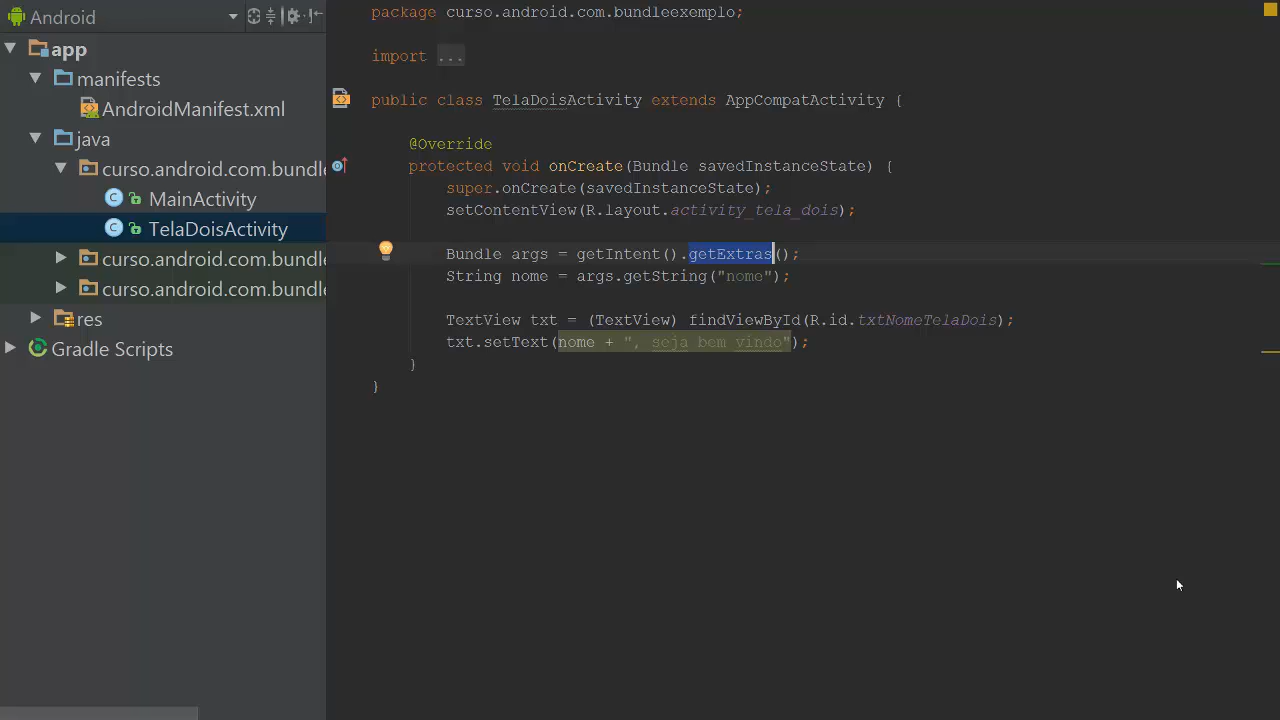 Android
app
manifests
AndroidManifest.xml
java
curso.android.com.bundle
MainActivity
TelaDoisActivity
curso.android.com.bundle
curso.android.com.bundle
res
Gradle Scripts
package curso.android.com.bundleexemplo;
import ...
public class TelaDoisActivity extends AppCompatActivity {
@Override
protected void onCreate(Bundle savedInstanceState) {
super.onCreate(savedInstanceState);
setContentView(R.layout.activity_tela_dois);
Bundle args = getIntent().getExtras();
String nome = args.getString("nome");
TextView txt = (TextView) findViewById(R.id.txtNomeTelaDois);
txt.setText(nome + ", seja bem vindo");
}
}